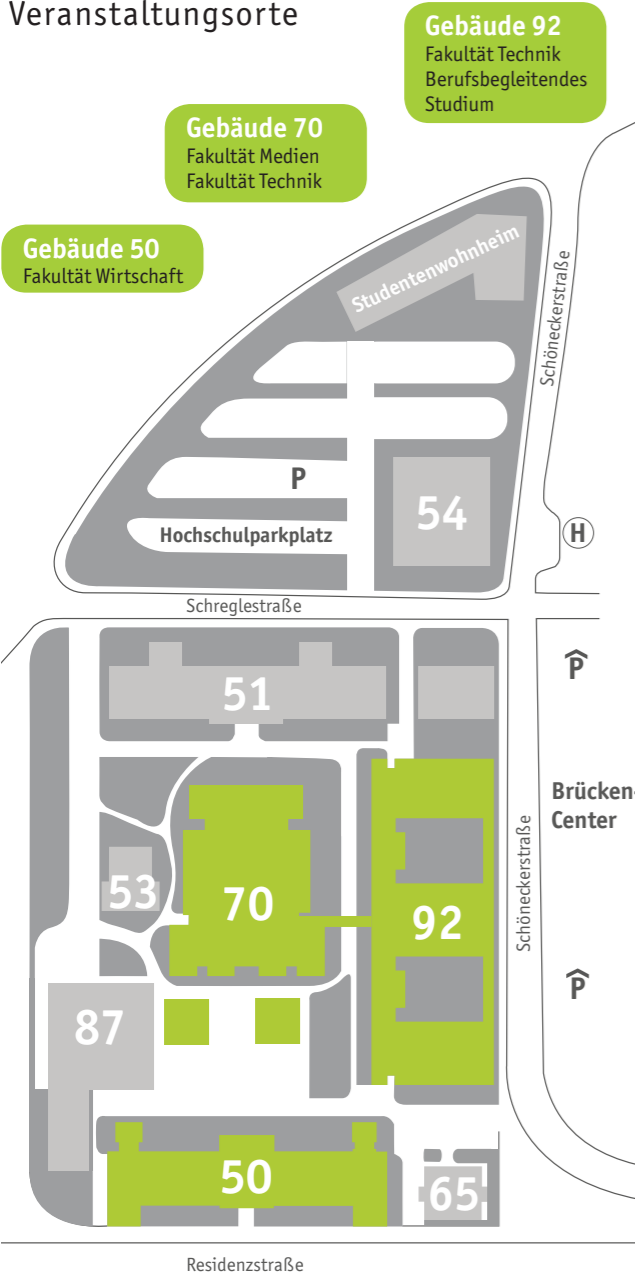 Veranstaltungsorte
Gebäude 92
Fakultät Technik
Berufsbegleitendes
Studium
Gebäude 70
Fakultät Medien
Fakultät Technik
Gebäude 50
Fakultät Wirtschaft
Studentenwohnheim
Schöneckerstraße
P
54
Hochschulparkplatz
H
Schreglestraße
51
P
Brücken-
Center
Schöneckerstraße
53
70
92
P
87
50
65
Residenzstraße